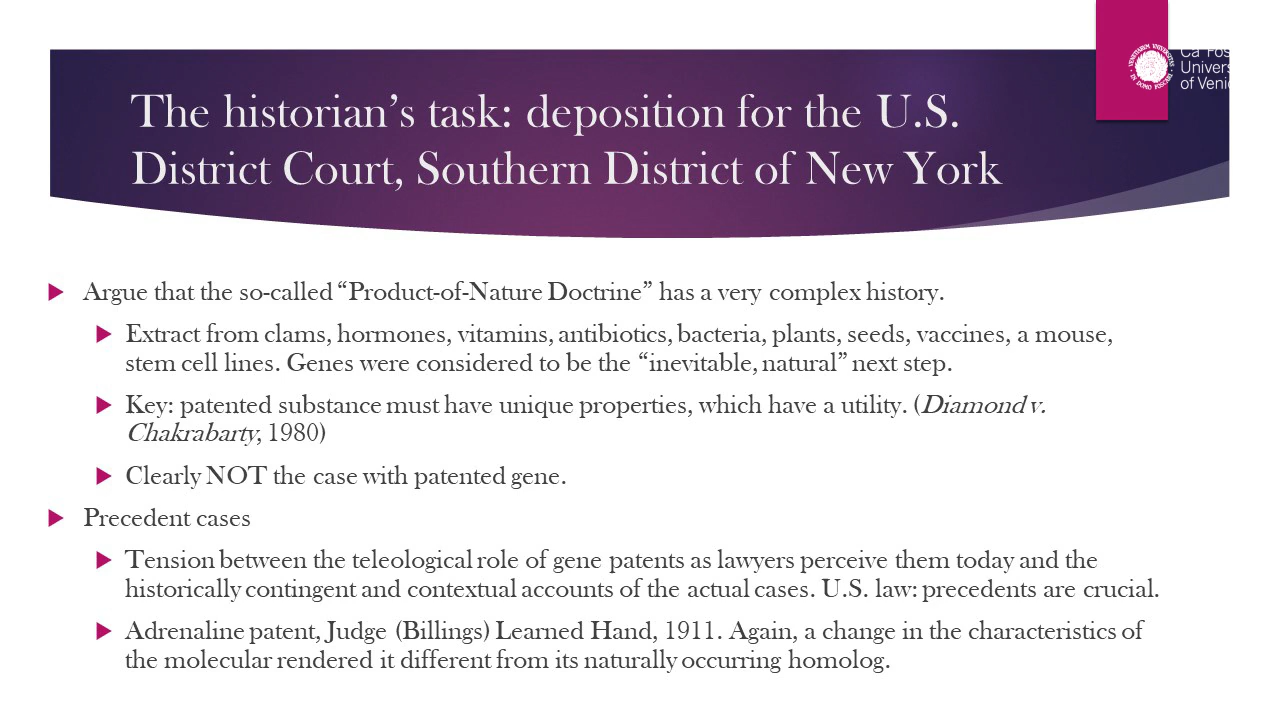 Ca' Fos
Univers
of Veni
The historian’s task: deposition for the U.S.
District Court, Southern District of New York
Argue that the so-called “Product-of-Nature Doctrine” has a very complex history.
Extract from clams, hormones, vitamins, antibiotics, bacteria, plants, seeds, vaccines, a mouse,
stem cell lines. Genes were considered to be the “inevitable, natural” next step.
Key: patented substance must have unique properties, which have a utility. (Diamond v.
Chakrabarty, 1980)
Clearly NOT the case with patented gene.
Precedent cases
Tension between the teleological role of gene patents as lawyers perceive them today and the
historically contingent and contextual accounts of the actual cases. U.S. law: precedents are crucial.
Adrenaline patent, Judge (Billings) Learned Hand, 1911. Again, a change in the characteristics of
the molecular rendered it different from its naturally occurring homolog.